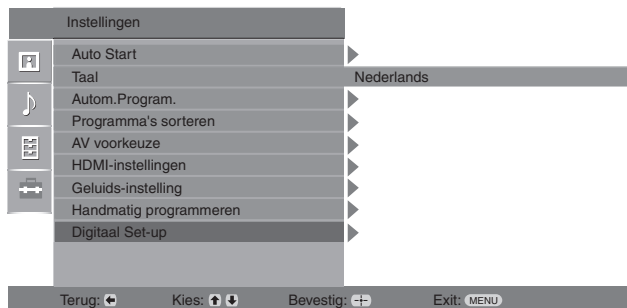 Instellingen
Auto Start
Taal Nederlands
Autom.Program.
Programma's sorteren
AV voorkeuze
HDMI-instellingen
Geluids-instelling
Handmatig programmeren
Digitaal Set-up
Terug: Kies: Bevestig: Exit: MENU